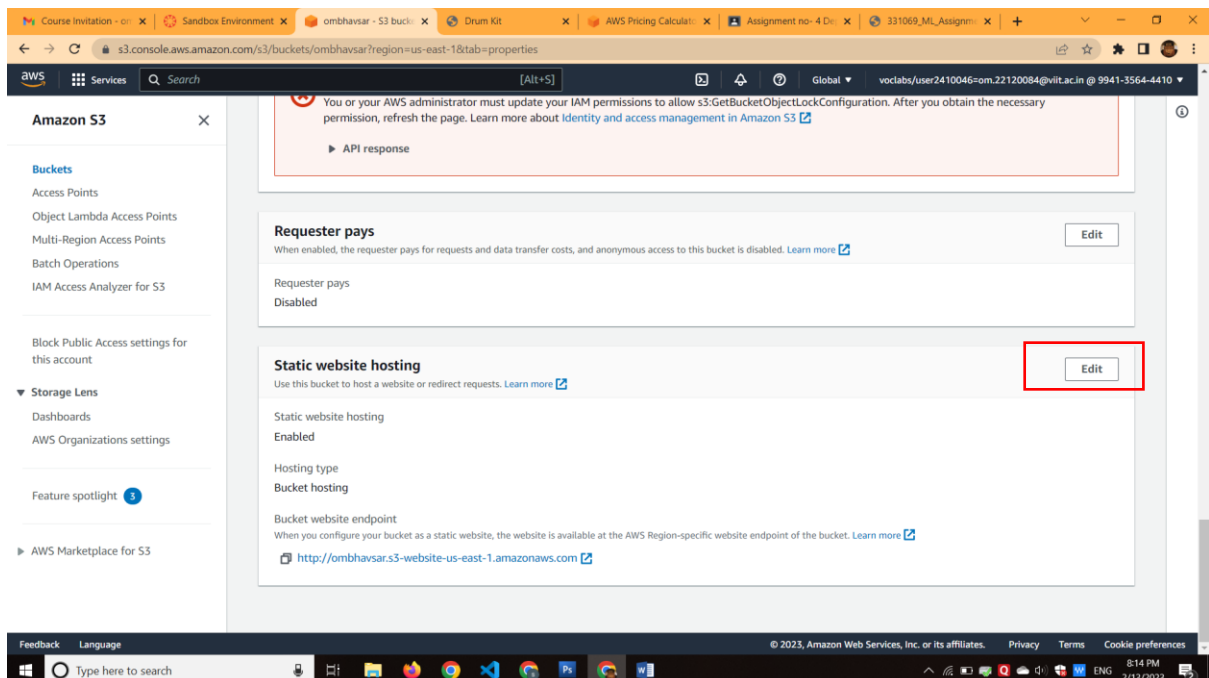 Course Invitation - on
Sandbox Environment
ombhavsar - S3 bucke
Drum Kit
AWS Pricing Calculato
Assignment no- 4 De
331069_ML_Assignm
s3.console.aws.amazon.com/s3/buckets/ombhavsar?region=us-east-1&tab=properties
aws Services Search [Alt+S] Global voclabs/user2410046=om.22120084@viit.ac.in @ 9941-3564-4410
Amazon S3
Buckets
Access Points
Object Lambda Access Points
Multi-Region Access Points
Batch Operations
IAM Access Analyzer for S3
Block Public Access settings for
this account
Storage Lens
Dashboards
AWS Organizations settings
Feature spotlight 3
AWS Marketplace for S3
You or your AWS administrator must update your IAM permissions to allow s3:GetBucketObjectLockConfiguration. After you obtain the necessary
permission, refresh the page. Learn more about Identity and access management in Amazon S3
API response
Requester pays
Edit
When enabled, the requester pays for requests and data transfer costs, and anonymous access to this bucket is disabled. Learn more
Requester pays
Disabled
Static website hosting
Edit
Use this bucket to host a website or redirect requests. Learn more
Static website hosting
Enabled
Hosting type
Bucket hosting
Bucket website endpoint
When you configure your bucket as a static website, the website is available at the AWS Region-specific website endpoint of the bucket. Learn more
http://ombhavsar.s3-website-us-east-1.amazonaws.com
Feedback Language © 2023, Amazon Web Services, Inc. or its affiliates. Privacy Terms Cookie preferences
Type here to search
ENG
8:14 PM
2/13/2023